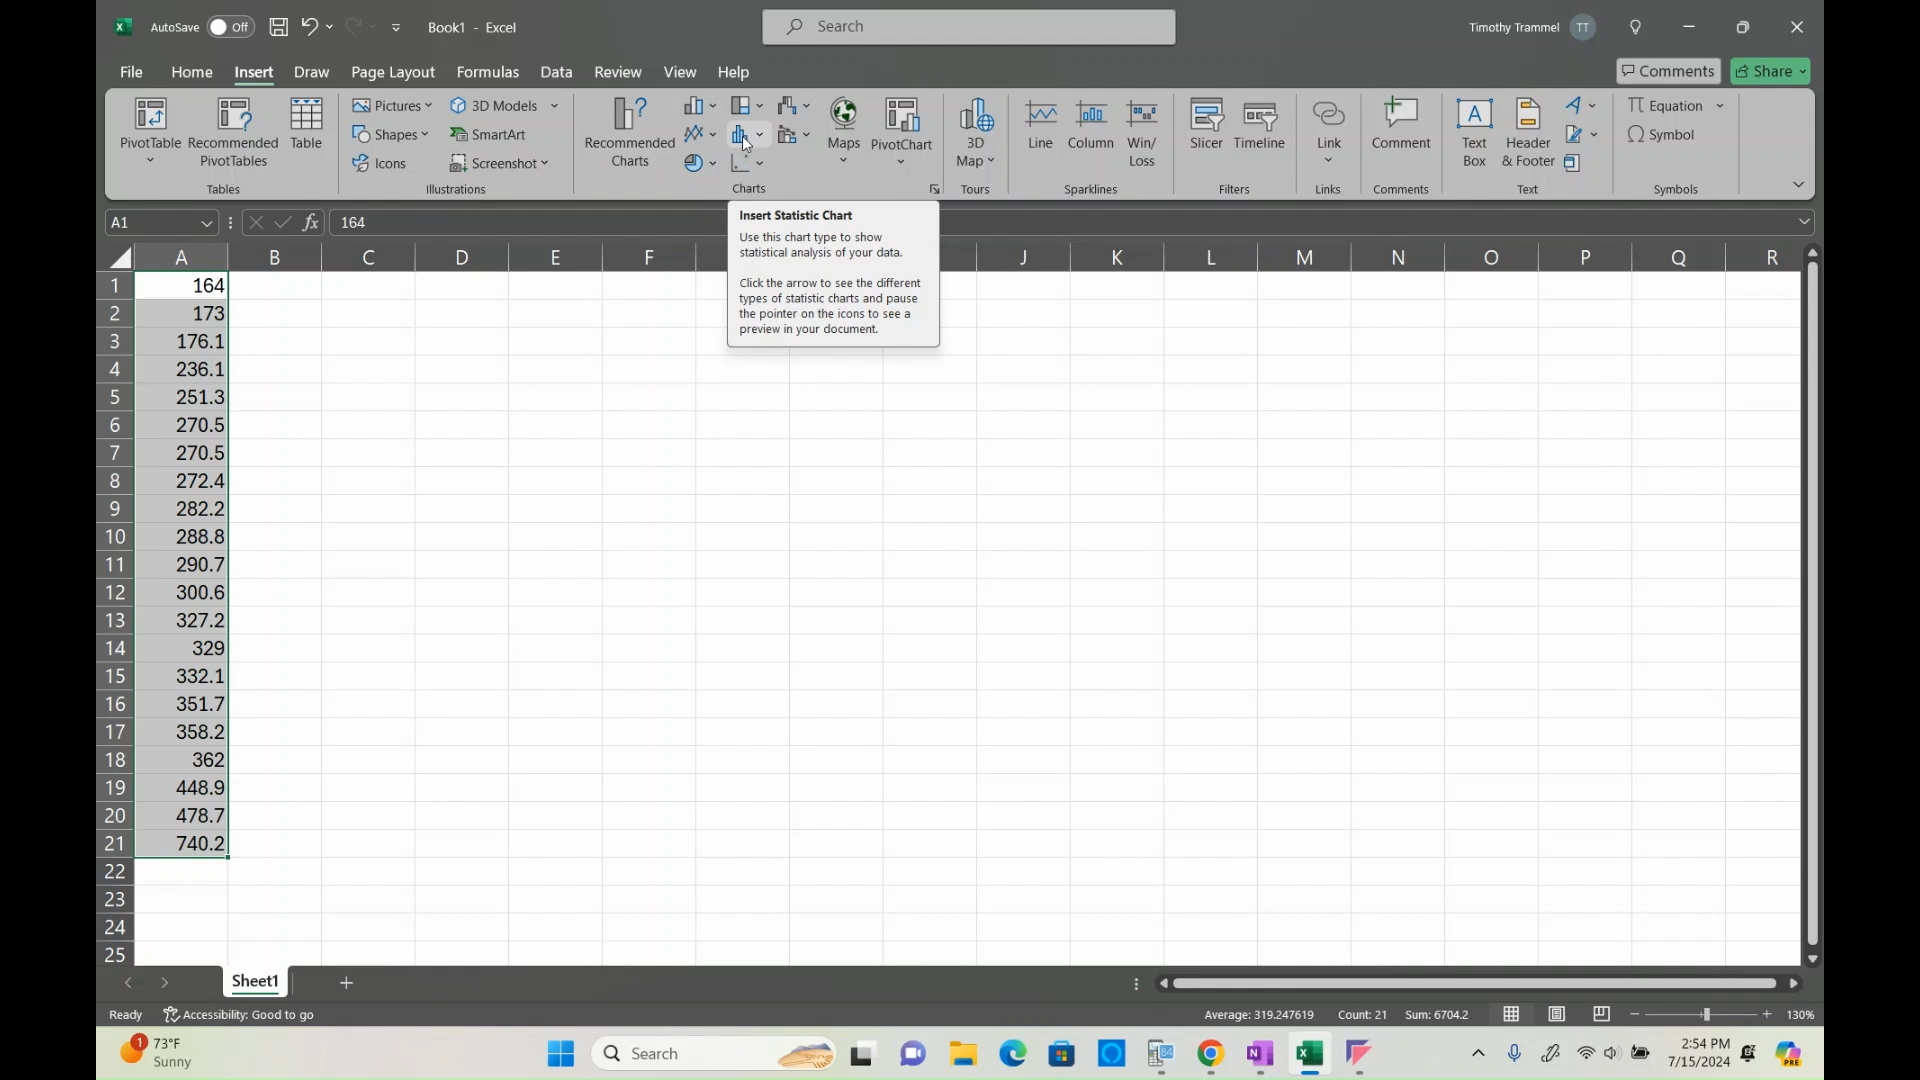 AutoSave Off Book1 - Excel Search Timothy Trammel TT
File Home Insert Draw Page Layout Formulas Data Review View Help Comments Share
PivotTable
Recommended
PivotTables
Table
Tables
Pictures
Shapes
Icons
3D Models
SmartArt
Screenshot
Illustrations
Recommended
Charts
Maps
PivotChart
Charts
3D
Map
Tours
Line
Column
Win/
Loss
Sparklines
Slicer
Timeline
Filters
Link
Links
Comment
Comments
Text
Box
Header
& Footer
Text
Equation
Symbol
Symbols
A1 fx 164
Insert Statistic Chart
Use this chart type to show
statistical analysis of your data.
Click the arrow to see the different
types of statistic charts and pause
the pointer on the icons to see a
preview in your document.
A B C D E F J K L M N O P Q R
1 164
2 173
3 176.1
4 236.1
5 251.3
6 270.5
7 270.5
8 272.4
9 282.2
10 288.8
11 290.7
12 300.6
13 327.2
14 329
15 332.1
16 351.7
17 358.2
18 362
19 448.9
20 478.7
21 740.2
22
23
24
25
Sheet1
Ready Accessibility: Good to go Average: 319.247619 Count: 21 Sum: 6704.2 130%
1 73°F
Sunny
Search
2:54 PM
7/15/2024
PRE